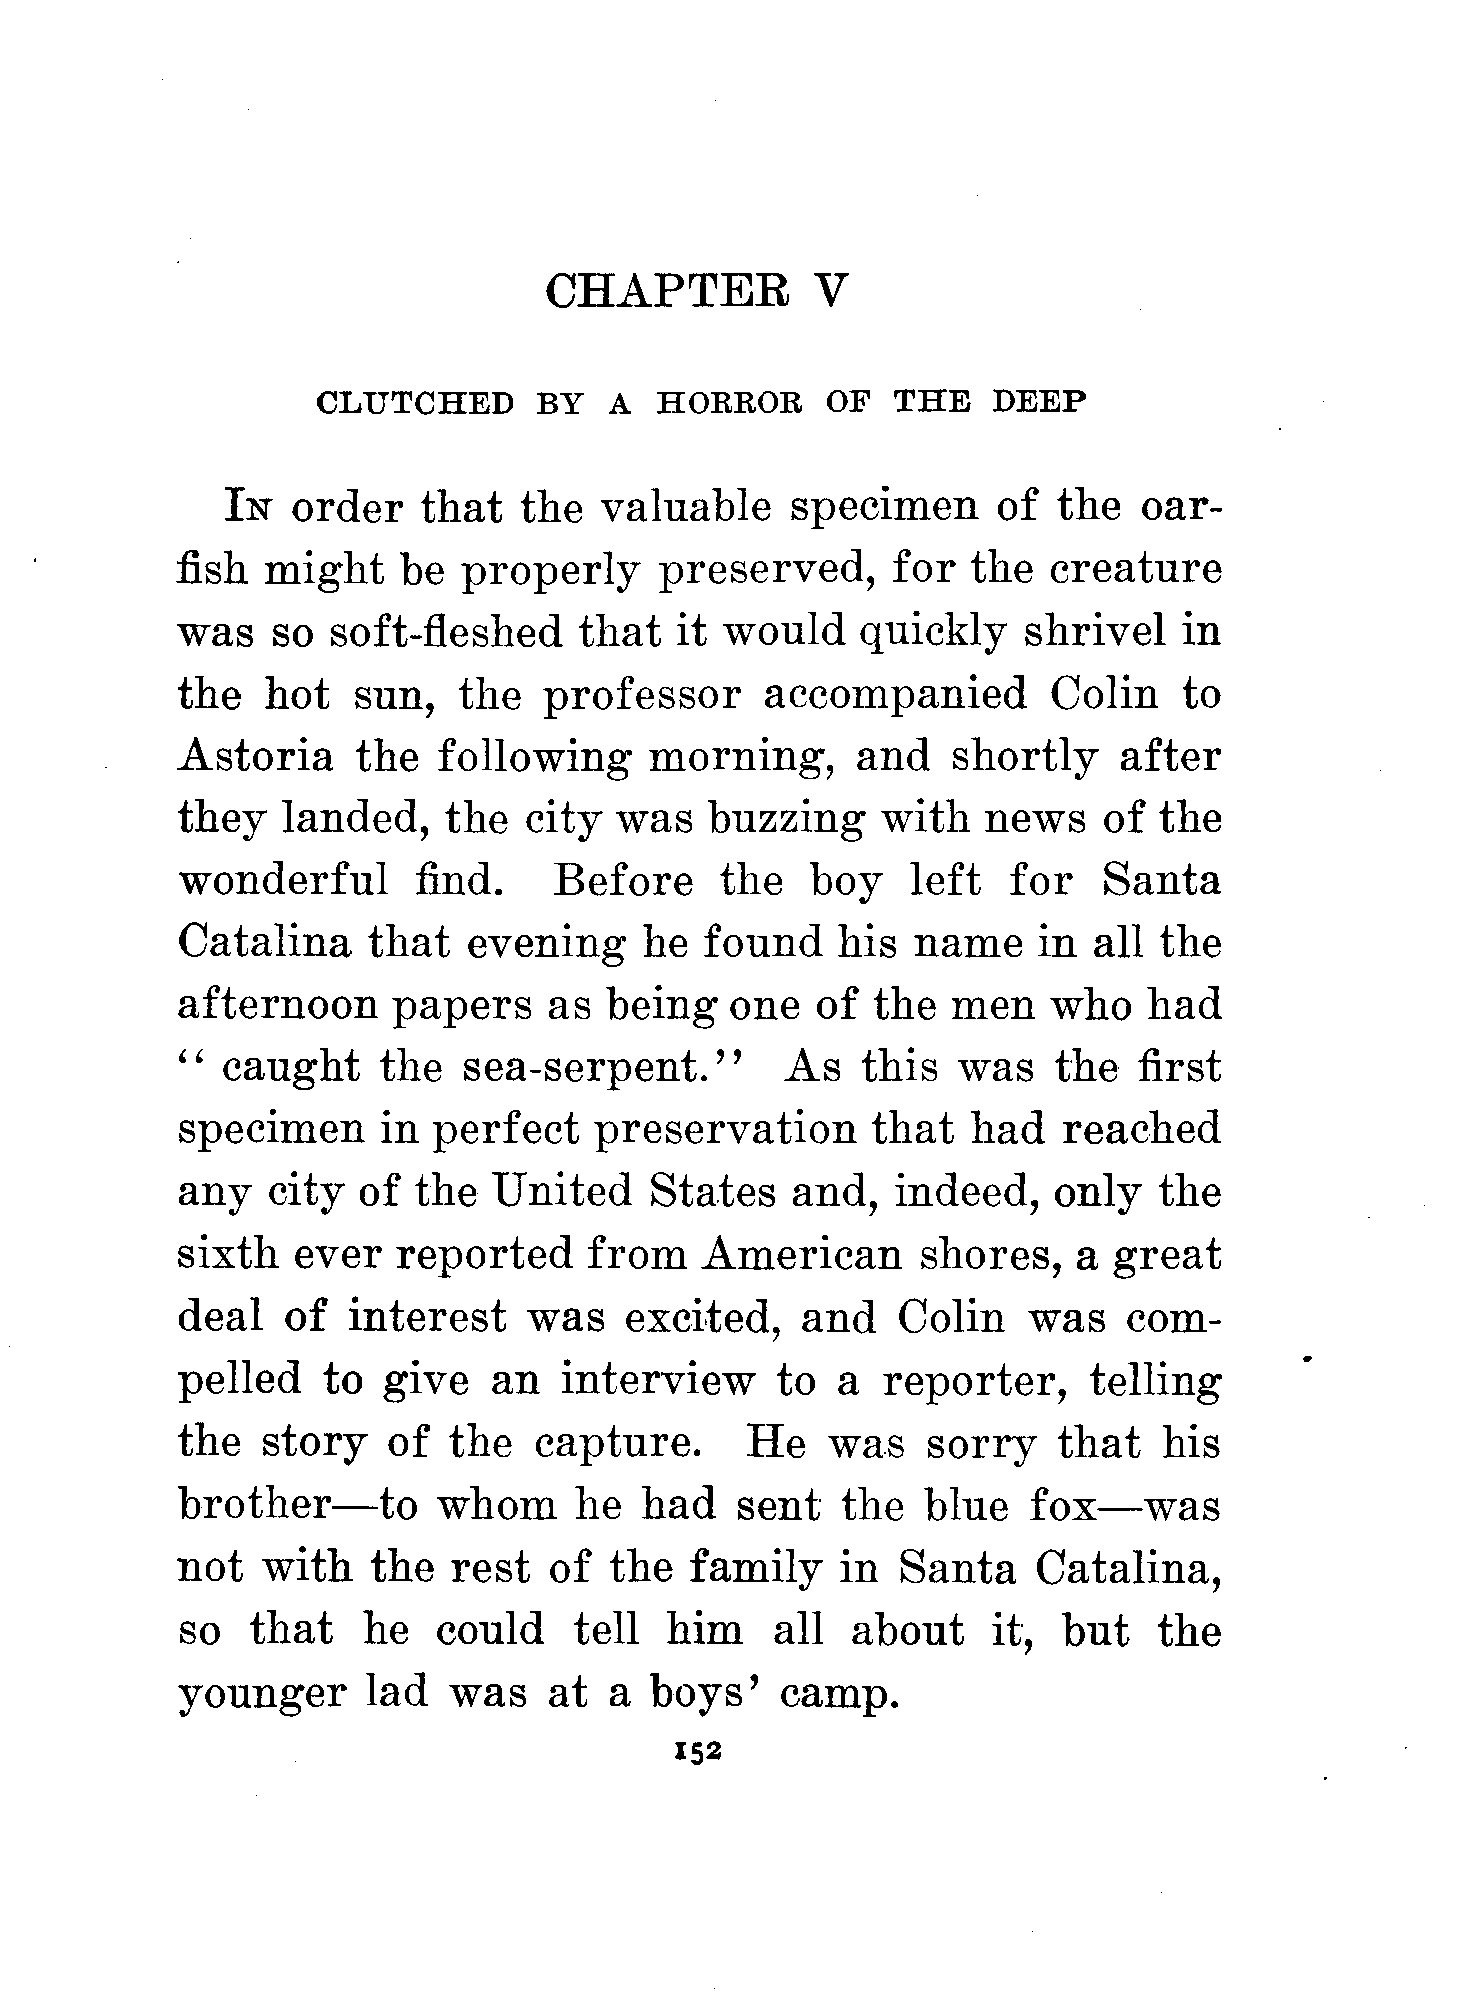 CHAPTER V
CLUTCHED BY A HORROR OF THE DEEP
In order that the valuable specimen of the oar-
fish might be properly preserved, for the creature
was so soft-fleshed that it would quickly shrivel in
the hot sun, the professor accompanied Colin to
Astoria the following morning, and shortly after
they landed, the city was buzzing with news of the
wonderful find. Before the boy left for Santa
Catalina that evening he found his name in all the
afternoon papers as being one of the men who had
“ caught the sea-serpent.” As this was the first
specimen in perfect preservation that had reached
any city of the United States and, indeed, only the
sixth ever reported from American shores, a great
deal of interest was excited, and Colin was com-
pelled to give an interview to a reporter, telling
the story of the capture. He was sorry that his
brother—to whom he had sent the blue fox—was
not with the rest of the family in Santa Catalina,
so that he could tell him all about it, but the
younger lad was at a boys’ camp.
152